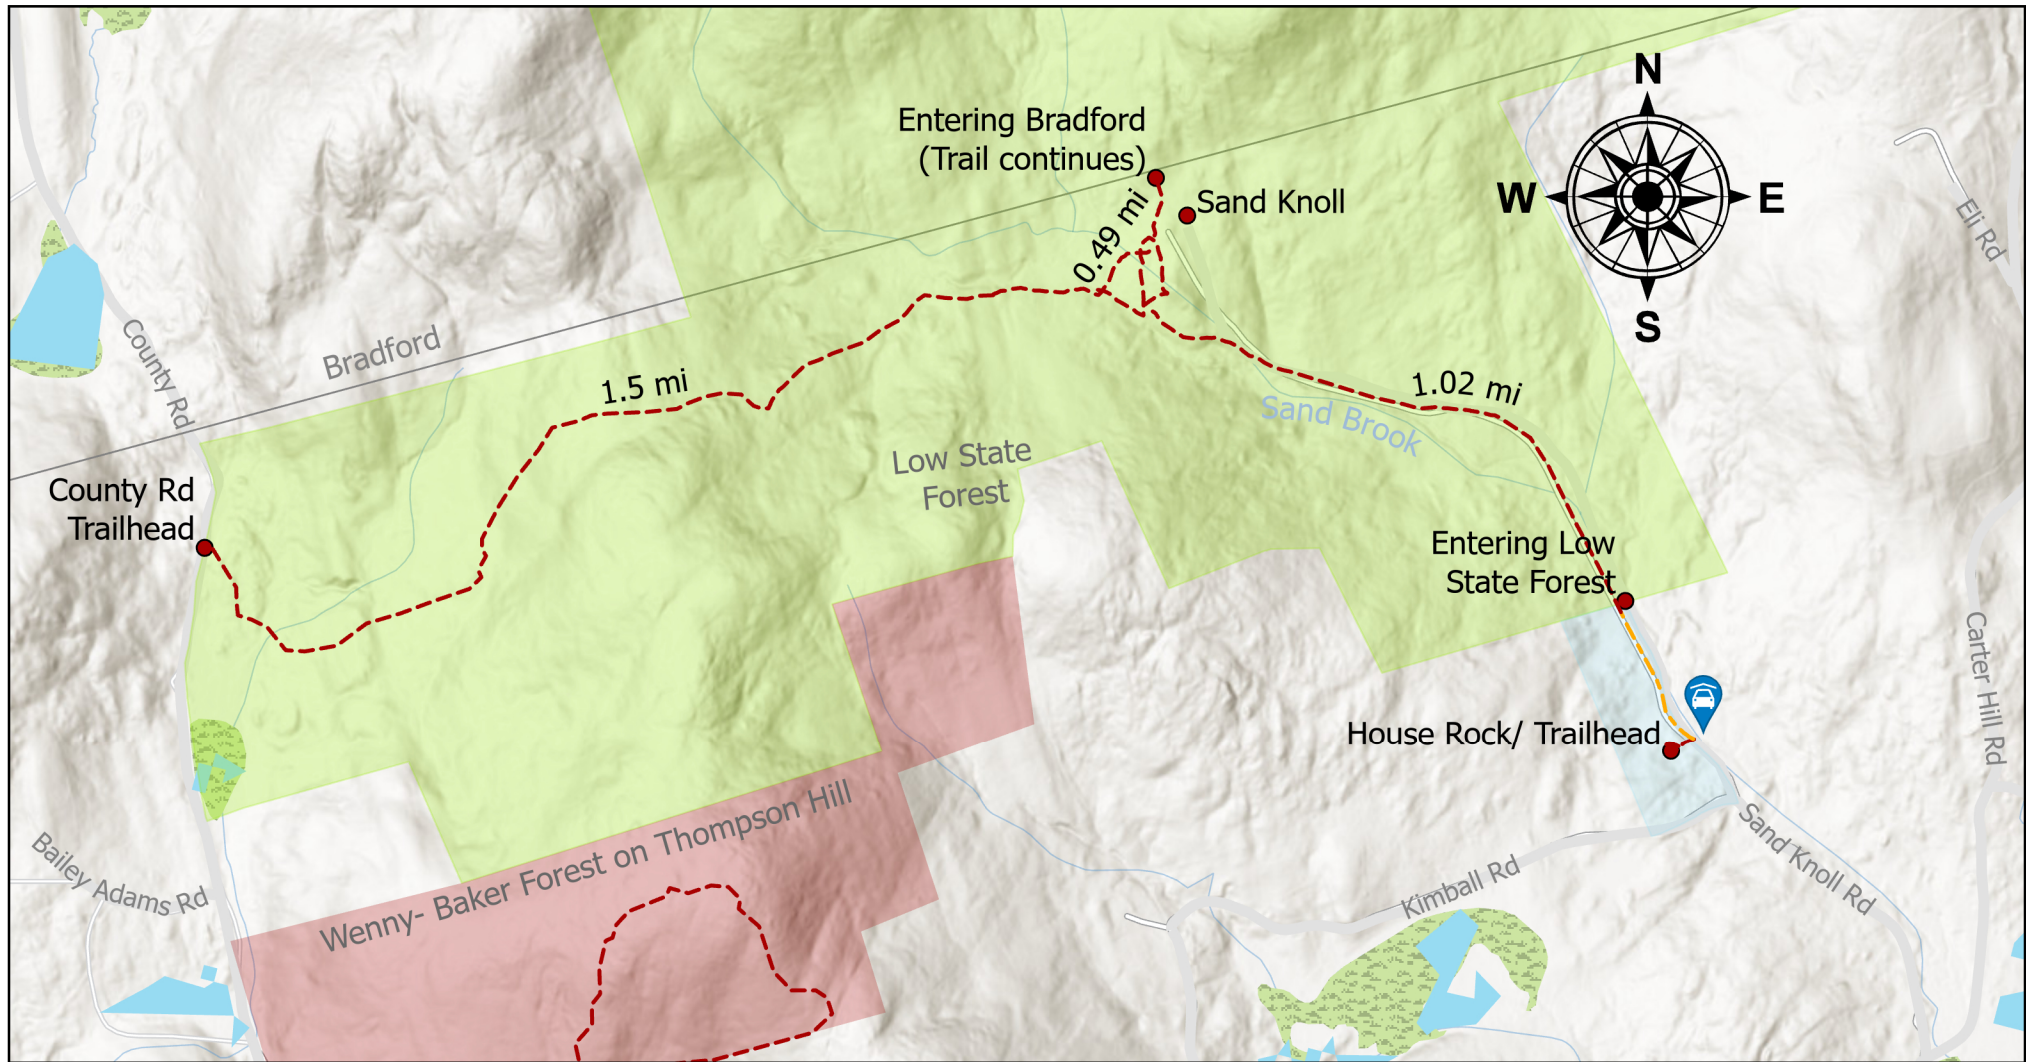 N
Entering Bradford
(Trail continues)
W
E
Sand Knoll
0.49 mi
Eli Rd
S
County Rd
Bradford
1.5 mi
1.02 mi
Sand Brook
Low State
Forest
County Rd
Trailhead
Entering Low
State Forest
Carter Hill Rd
House Rock/ Trailhead
Wenny- Baker Forest on Thompson Hill
Sand Knoll Rd
Bailey Adams Rd
Kimball Rd